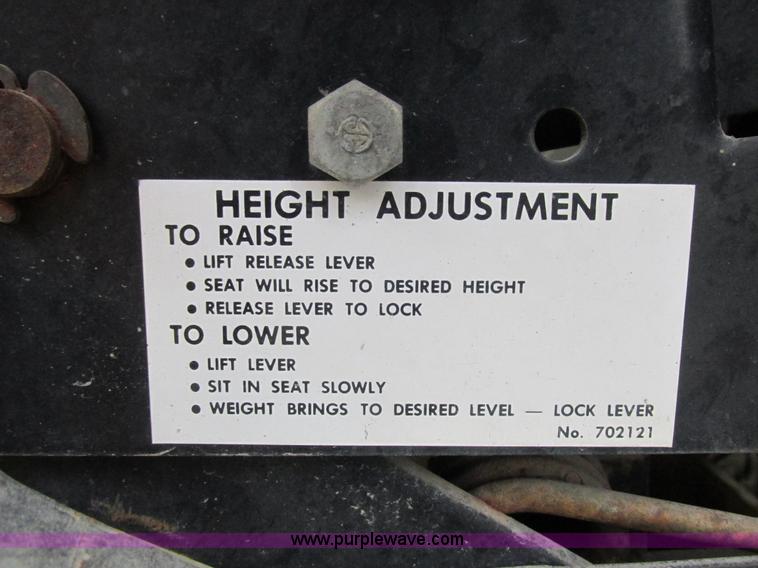 HEIGHT ADJUSTMENT
TO RAISE
• LIFT RELEASE LEVER
• SEAT WILL RISE TO DESIRED HEIGHT
• RELEASE LEVER TO LOCK
TO LOWER
• LIFT LEVER
• SIT IN SEAT SLOWLY
• WEIGHT BRINGS TO DESIRED LEVEL — LOCK LEVER
No. 702121
www.purplewave.com